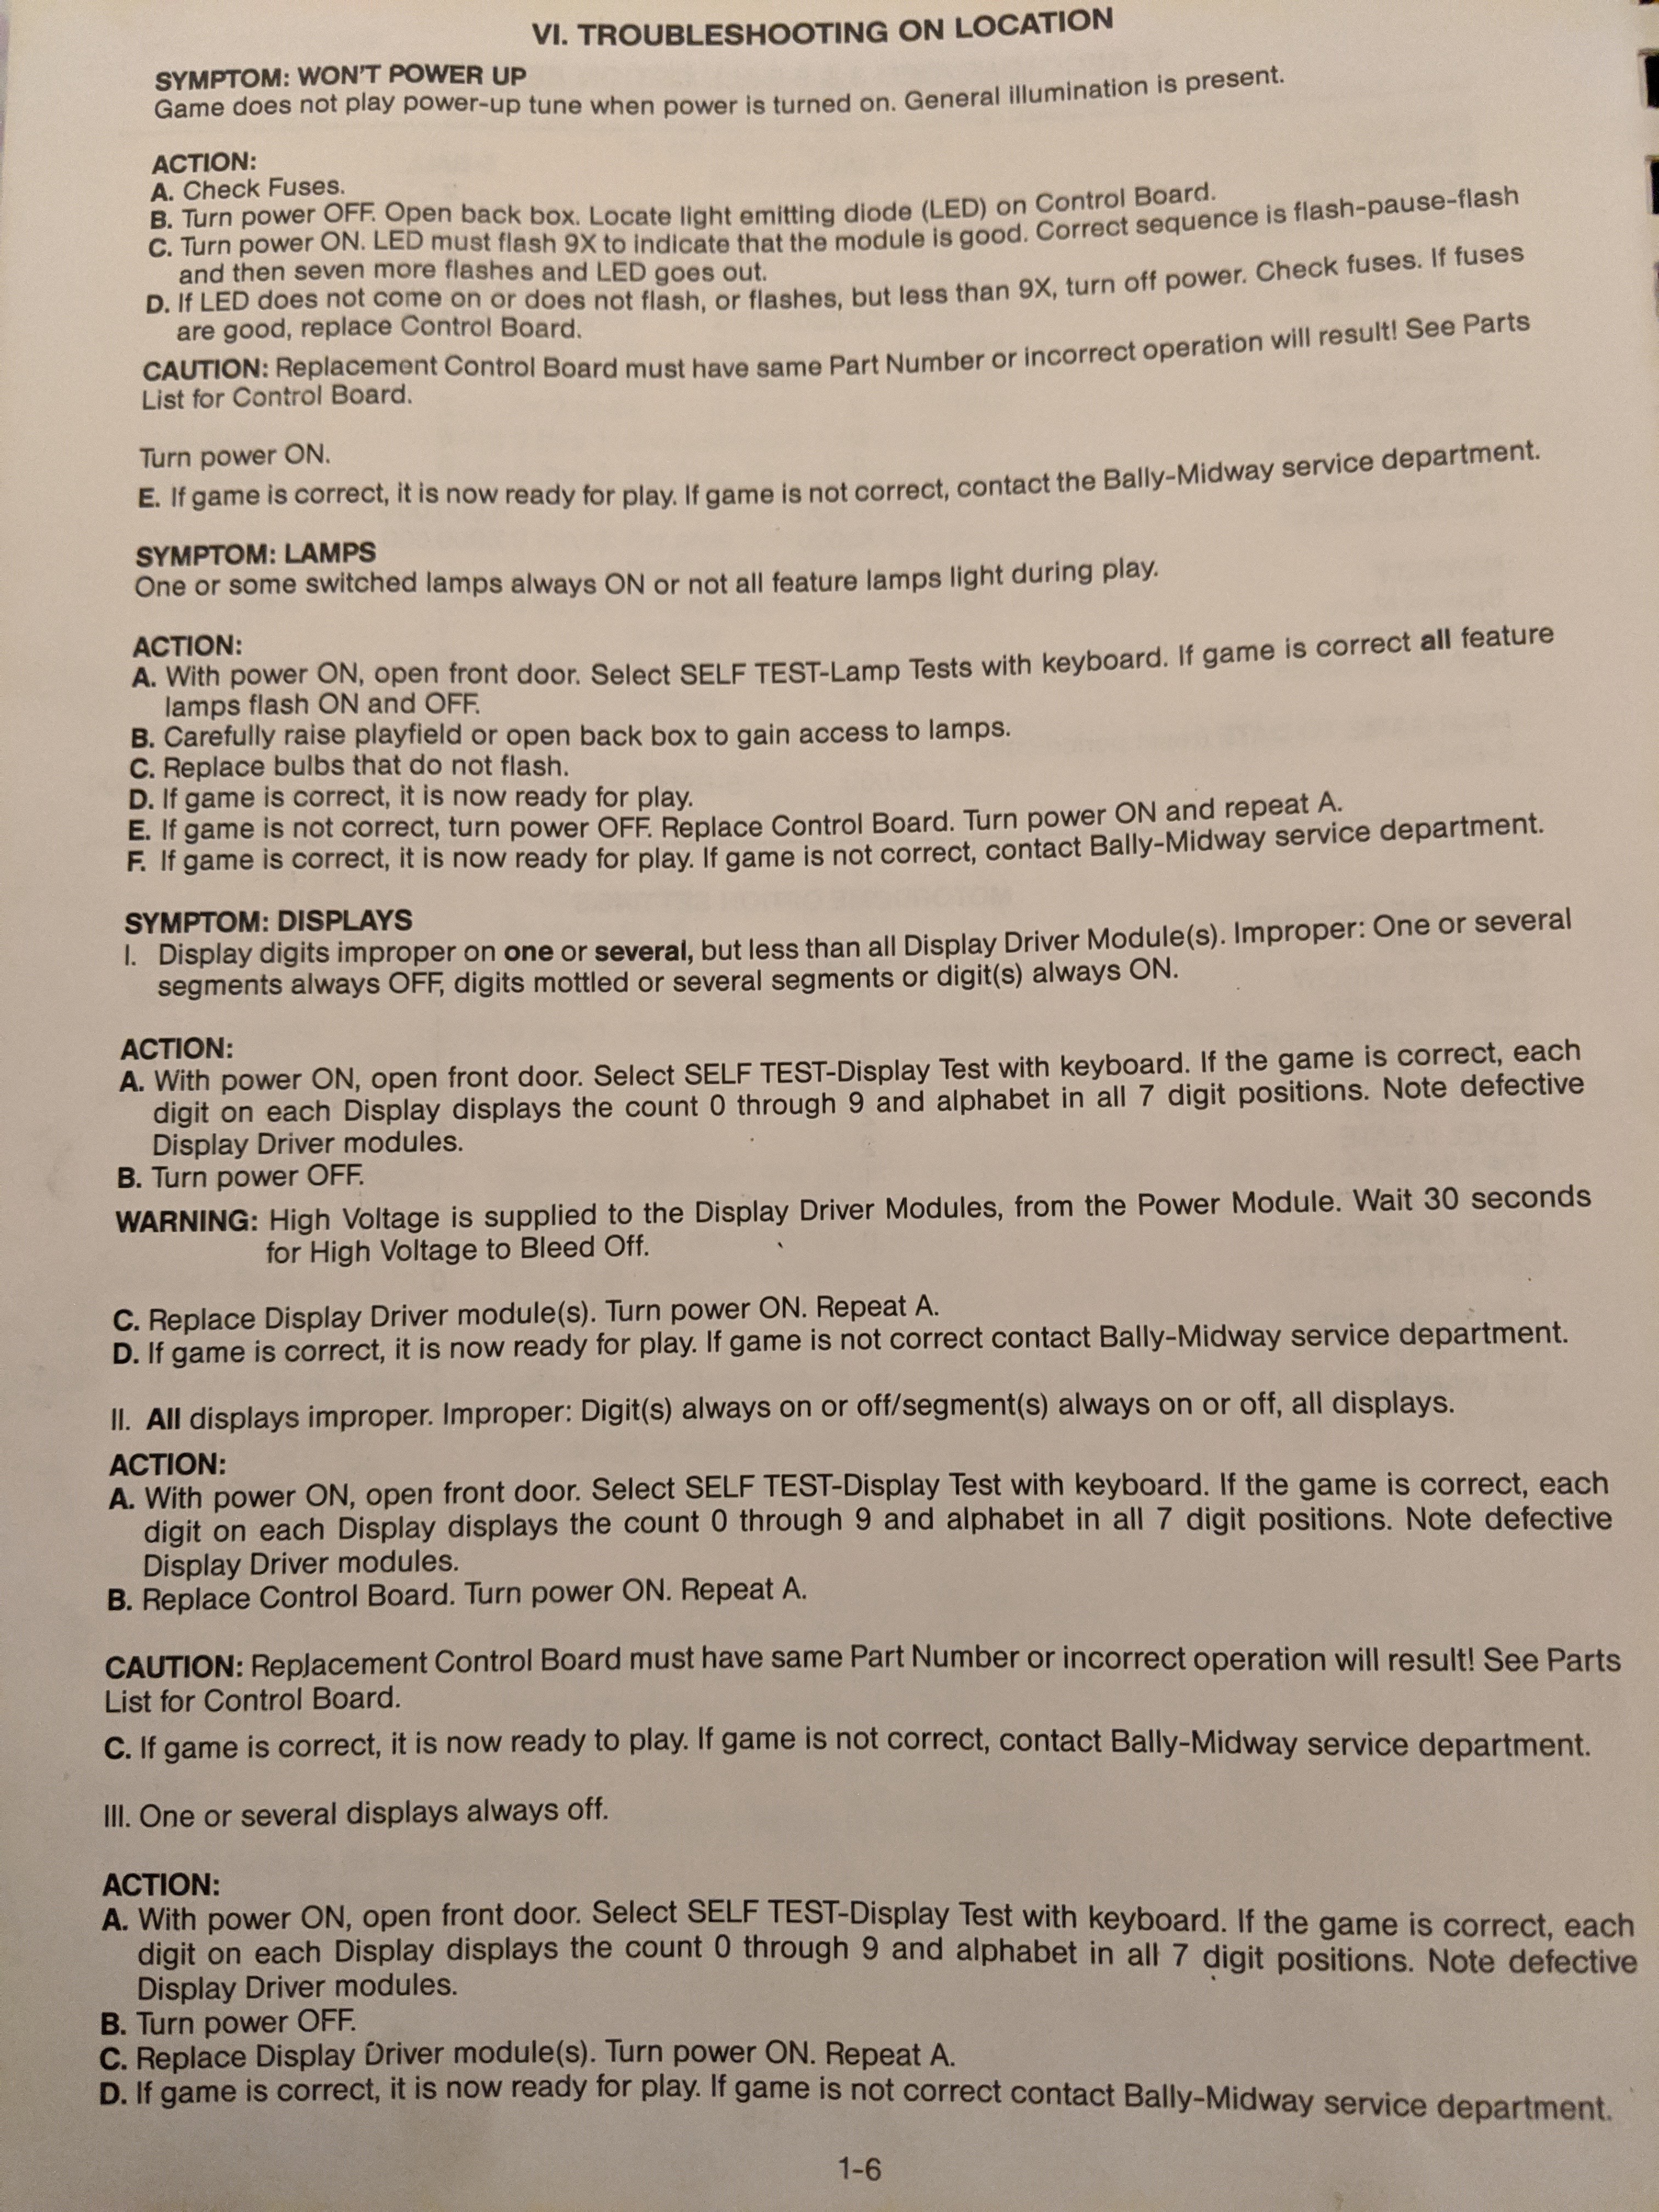 VI. TROUBLESHOOTING ON LOCATION
SYMPTOM: WON'T POWER UP
Game does not play power-up tune when power is turned on. General illumination is present.
ACTION:
A. Check Fuses.
B. Turn power OFF. Open back box. Locate light emitting diode (LED) on Control Board.
C. Turn power ON. LED must flash 9X to indicate that the module is good. Correct sequence is flash-pause-flash
and then seven more flashes and LED goes out.
D. If LED does not come on or does not flash, or flashes, but less than 9X, turn off power. Check fuses. If fuses
are good, replace Control Board.
CAUTION: Replacement Control Board must have same Part Number or incorrect operation will result! See Parts
List for Control Board.
Turn power ON.
E. If game is correct, it is now ready for play. If game is not correct, contact the Bally-Midway service department.
SYMPTOM: LAMPS
One or some switched lamps always ON or not all feature lamps light during play.
ACTION:
A. With power ON, open front door. Select SELF TEST-Lamp Tests with keyboard. If game is correct all feature
lamps flash ON and OFF.
B. Carefully raise playfield or open back box to gain access to lamps.
C. Replace bulbs that do not flash.
D. If game is correct, it is now ready for play.
E. If game is not correct, turn power OFF. Replace Control Board. Turn power ON and repeat A.
F. If game is correct, it is now ready for play. If game is not correct, contact Bally-Midway service department.
SYMPTOM: DISPLAYS
I. Display digits improper on one or several, but less than all Display Driver Module(s). Improper: One or several
segments always OFF, digits mottled or several segments or digit(s) always ON.
ACTION:
A. With power ON, open front door. Select SELF TEST-Display Test with keyboard. If the game is correct, each
digit on each Display displays the count 0 through 9 and alphabet in all 7 digit positions. Note defective
Display Driver modules.
B. Turn power OFF.
WARNING: High Voltage is supplied to the Display Driver Modules, from the Power Module. Wait 30 seconds
for High Voltage to Bleed Off.
C. Replace Display Driver module(s). Turn power ON. Repeat A.
D. If game is correct, it is now ready for play. If game is not correct contact Bally-Midway service department.
II. All displays improper. Improper: Digit(s) always on or off/segment(s) always on or off, all displays.
ACTION:
A. With power ON, open front door. Select SELF TEST-Display Test with keyboard. If the game is correct, each
digit on each Display displays the count 0 through 9 and alphabet in all 7 digit positions. Note defective
Display Driver modules.
B. Replace Control Board. Turn power ON. Repeat A.
CAUTION: Replacement Control Board must have same Part Number or incorrect operation will result! See Parts
List for Control Board.
C. If game is correct, it is now ready to play. If game is not correct, contact Bally-Midway service department.
III. One or several displays always off.
ACTION:
A. With power ON, open front door. Select SELF TEST-Display Test with keyboard. If the game is correct, each
digit on each Display displays the count 0 through 9 and alphabet in all 7 digit positions. Note defective
Display Driver modules.
B. Turn power OFF.
C. Replace Display Driver module(s). Turn power ON. Repeat A.
D. If game is correct, it is now ready for play. If game is not correct contact Bally-Midway service department.
1-6